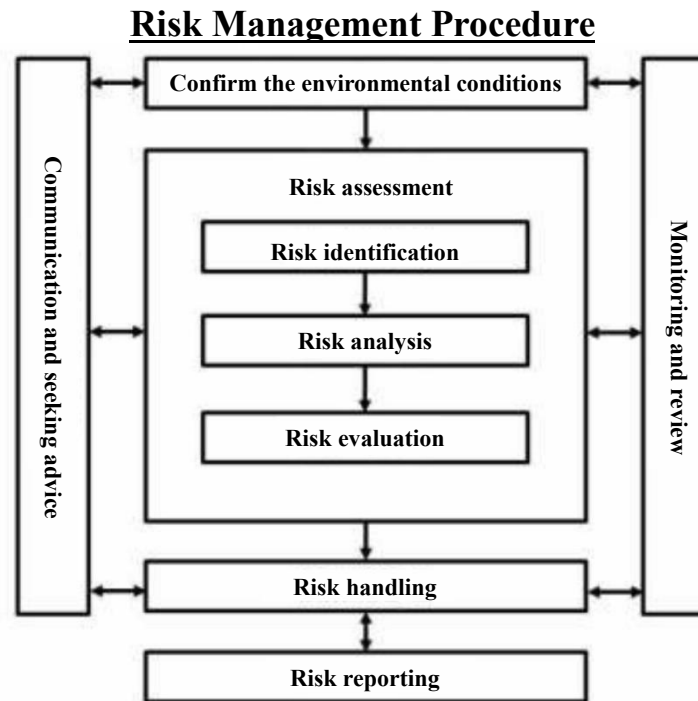 Risk Management Procedure
Confirm the environmental conditions
Communication and seeking advice
Risk assessment
Risk identification
Risk analysis
Risk evaluation
Monitoring and review
Risk handling
Risk reporting